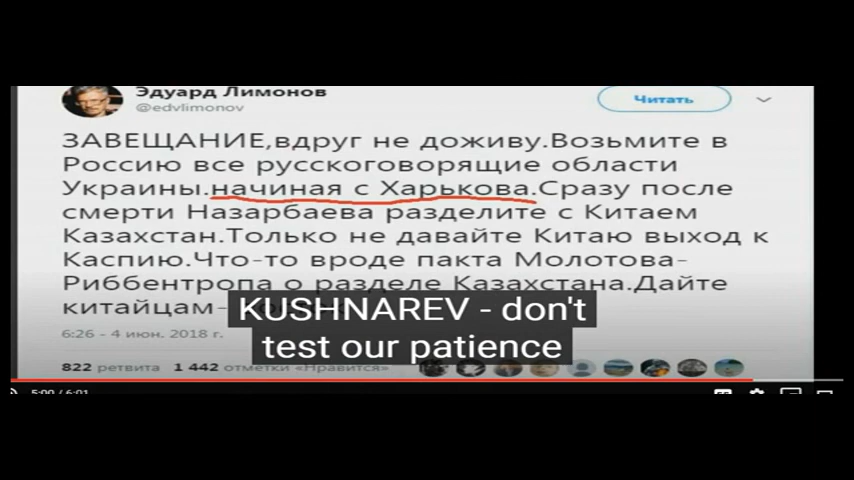 Эдуард Лимонов
@edvlimonov
Читать
ЗАВЕЩАНИЕ,вдруг не доживу.Возьмите в
Россию все русскоговорящие области
Украины.начиная с Харькова.Сразу после
смерти Назарбаева разделите с Китаем
Казахстан.Только не давайте Китаю выход к
Каспию.Что-то вроде пакта Молотова-
Риббентропа о разделе Казахстана.Дайте
китайцам-
KUSHNAREV - don't
test our patience
6:26 - 4 июн. 2018 г.
822 ретвита 1 442 отметки «Нравится»
5:00 / 6:01